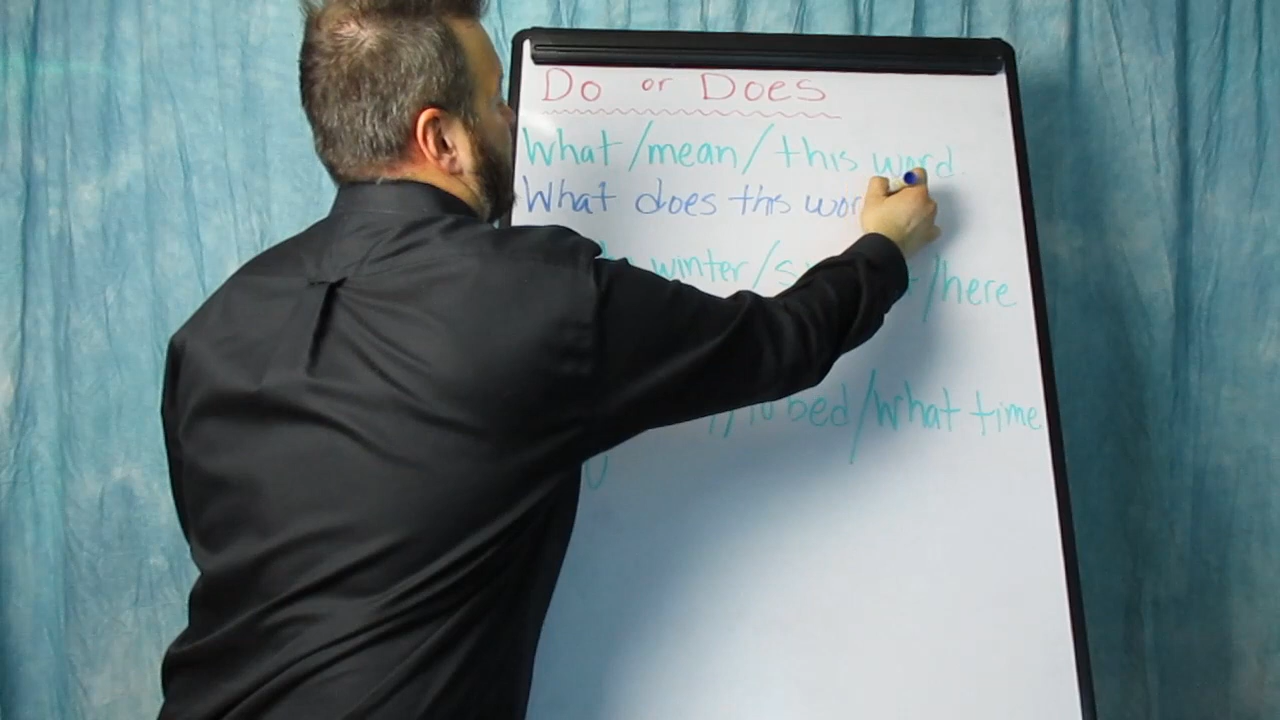 Do or Does
What/mean/this word.
What does this wor
winter/ /here
/to bed/what time